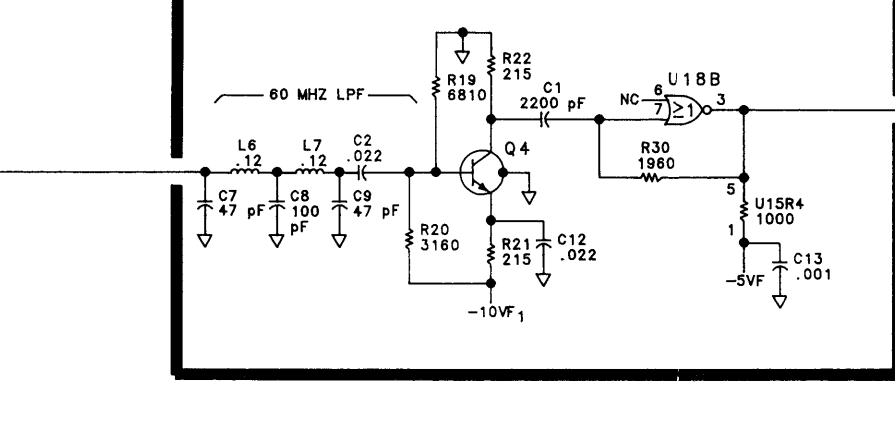 60 MHZ LPF
L6
.12
L7
.12
C2
.022
C7
47 pF
C8
100
pF
C9
47 pF
R19
6810
R22
215
C1
2200 pF
Q4
R20
3160
R21
215
C12
.022
-10VF1
NC
6
7
≥1
U18B
3
R30
1960
5
U15R4
1000
1
-5VF
C13
.001